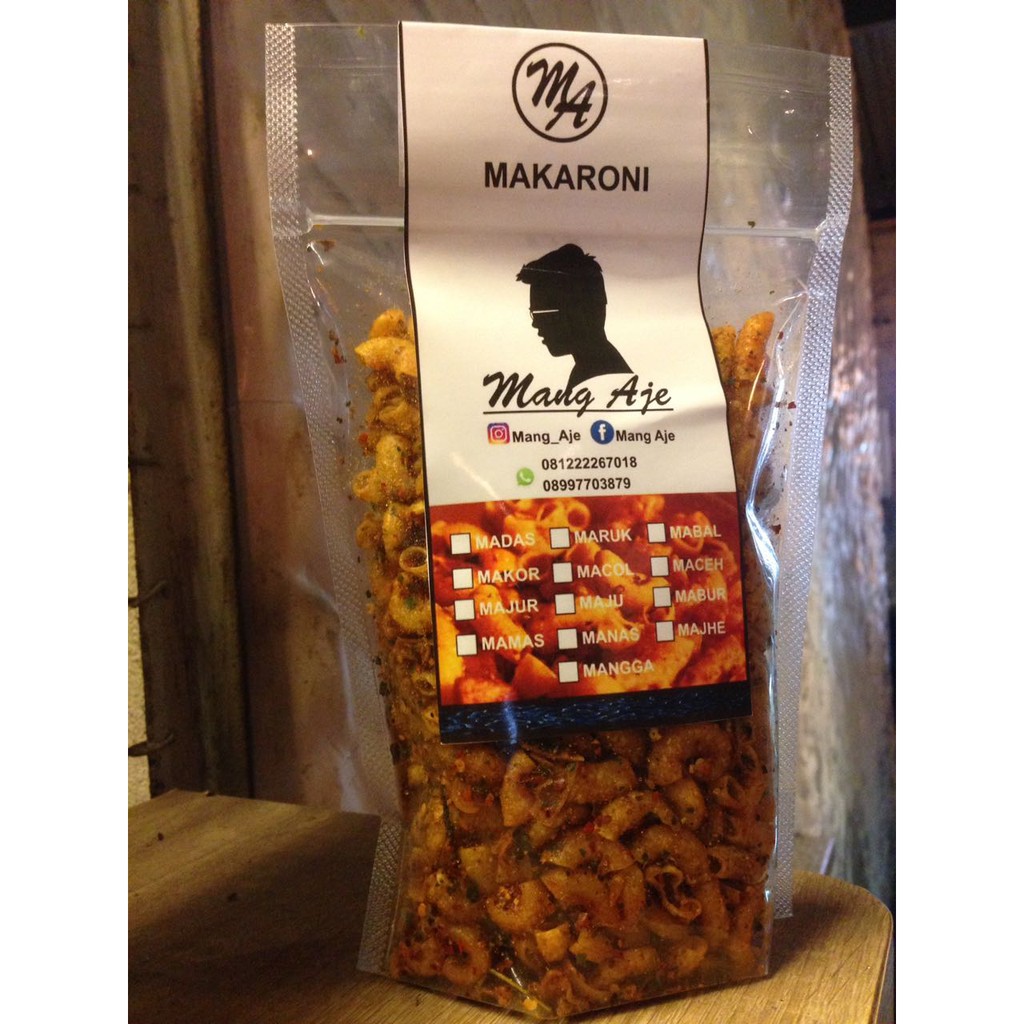 MA
MAKARONI
Mang Aje
Mang_Aje Mang Aje
081222267018
08997703879
MADAS MARUK MABAL
MAKOR MACOL MACEH
MAJUR MAJU MABUR
MAMAS MANAS MAJHE
MANGGA